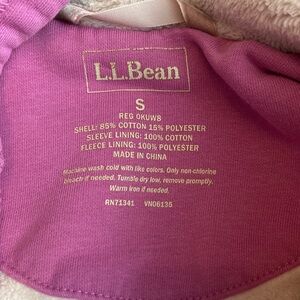 L.L.Bean
S
REG 0KUW8
SHELL: 85% COTTON 15% POLYESTER
SLEEVE LINING: 100% COTTON
FLEECE LINING: 100% POLYESTER
MADE IN CHINA
Machine wash cold with like colors. Only non-chlorine
bleach if needed. Tumble dry low, remove promptly.
Warm iron if needed.
RN71341 VN06135